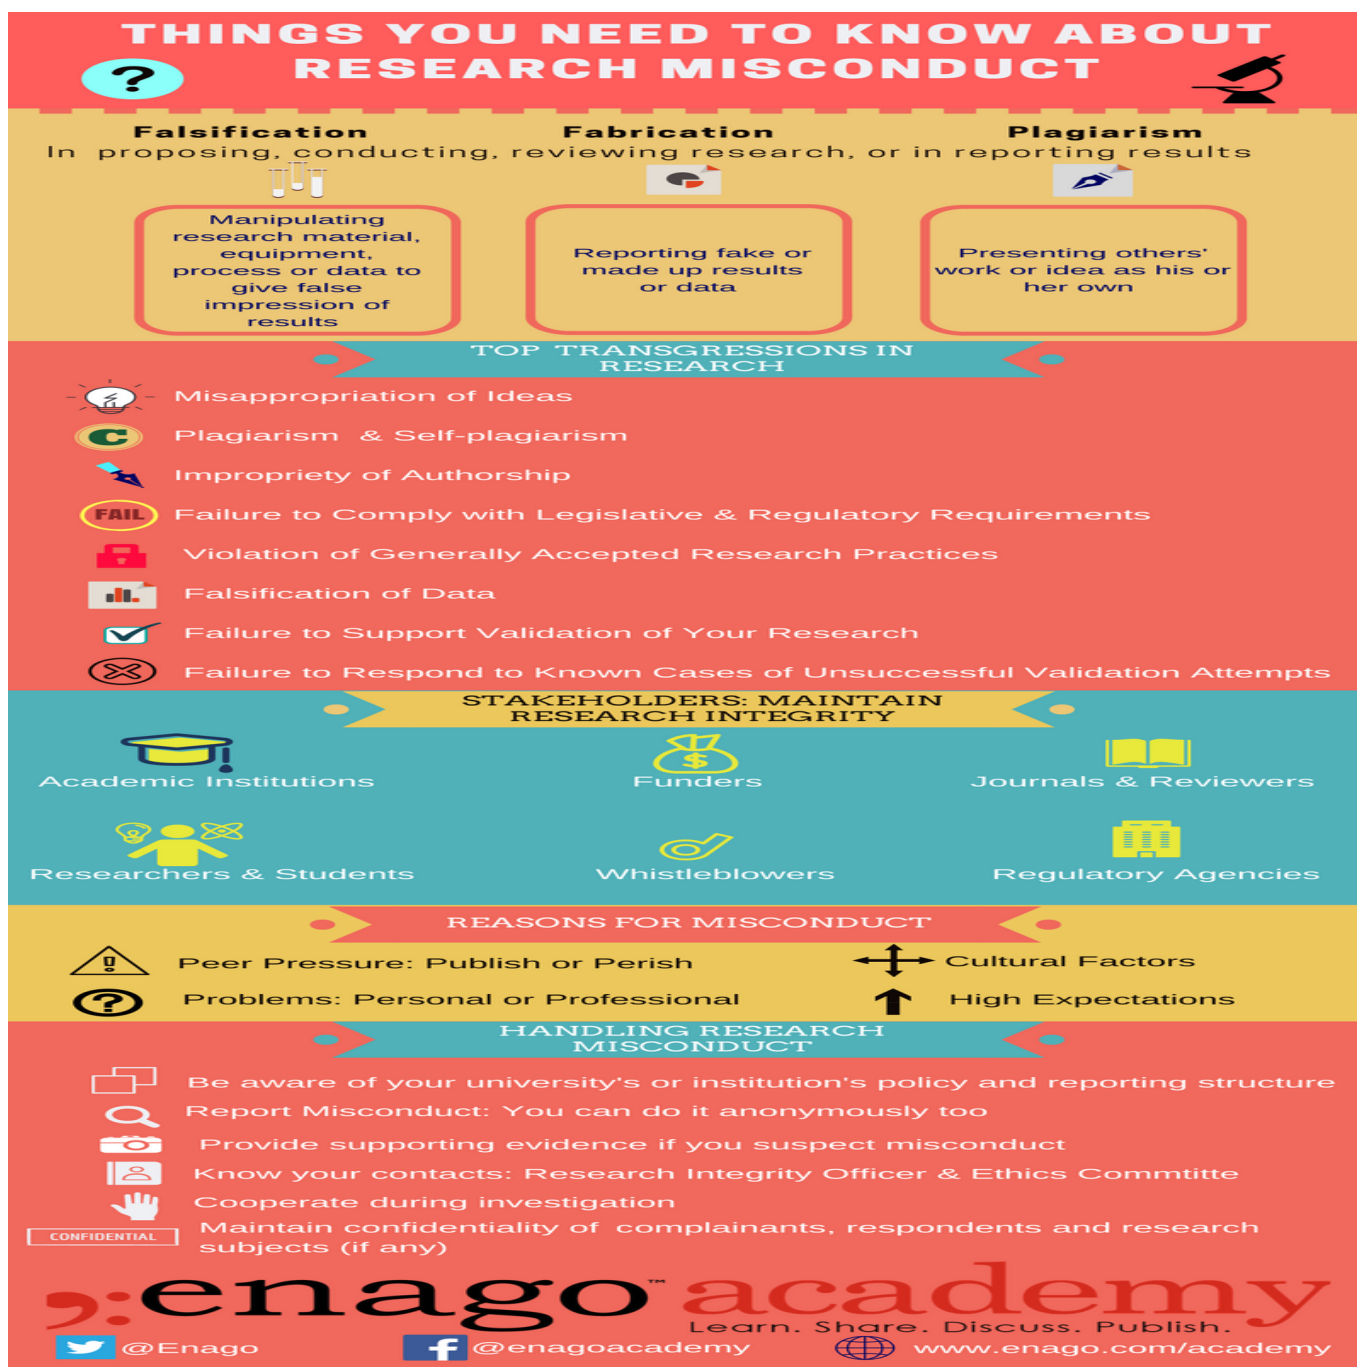 THINGS YOU NEED TO KNOW ABOUT
RESEARCH MISCONDUCT
?
Falsification
Fabrication
Plagiarism
In proposing, conducting, reviewing research, or in reporting results
Manipulating
research material,
equipment,
process or data to
give false
impression of
results
Reporting fake or
made up results
or data
Presenting others'
work or idea as his or
her own
TOP TRANSGRESSIONS IN
RESEARCH
Misappropriation of Ideas
C
Plagiarism & Self-plagiarism
Impropriety of Authorship
FAIL
Failure to Comply with Legislative & Regulatory Requirements
Violation of Generally Accepted Research Practices
Falsification of Data
Failure to Support Validation of Your Research
Failure to Respond to Known Cases of Unsuccessful Validation Attempts
STAKEHOLDERS: MAINTAIN
RESEARCH INTEGRITY
$
Academic Institutions
Funders
Journals & Reviewers
Researchers & Students
Whistleblowers
Regulatory Agencies
REASONS FOR MISCONDUCT
!
Peer Pressure: Publish or Perish
Cultural Factors
?
Problems: Personal or Professional
High Expectations
HANDLING RESEARCH
MISCONDUCT
Be aware of your university's or institution's policy and reporting structure
Report Misconduct: You can do it anonymously too
Provide supporting evidence if you suspect misconduct
Know your contacts: Research Integrity Officer & Ethics Commtitte
Cooperate during investigation
CONFIDENTIAL
Maintain confidentiality of complainants, respondents and research
subjects (if any)
enago™ academy
Learn. Share. Discuss. Publish.
@Enago
f
@enagoacademy
www.enago.com/academy